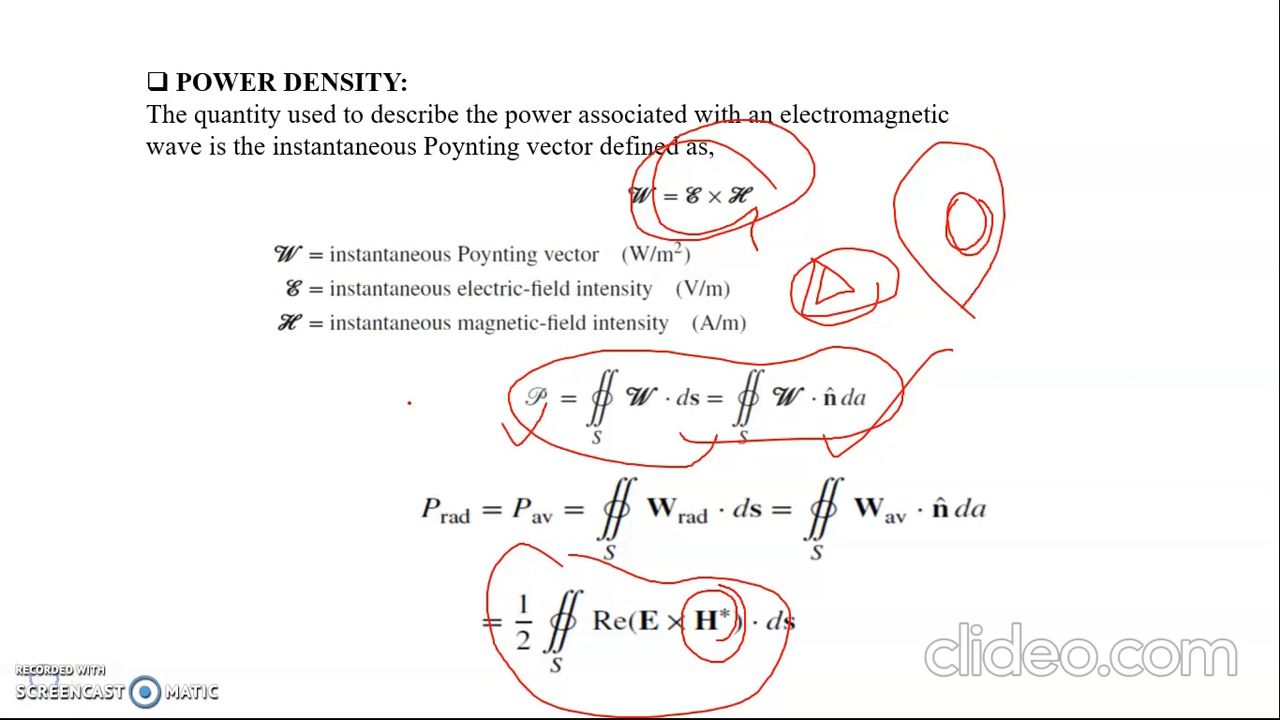 ❑ POWER DENSITY:
The quantity used to describe the power associated with an electromagnetic
wave is the instantaneous Poynting vector defined as,
𝓦 = 𝓔 × 𝓗
𝓦 = instantaneous Poynting vector (W/m²)
𝓔 = instantaneous electric-field intensity (V/m)
𝓗 = instantaneous magnetic-field intensity (A/m)
𝒫 = ∯_S 𝓦 · ds = ∯_S 𝓦 · n̂ da
P_rad = P_av = ∯_S W_rad · ds = ∯_S W_av · n̂ da
= 1/2 ∯_S Re(E × H*) · ds
clideo.com
RECORDED WITH
SCREENCAST MATIC